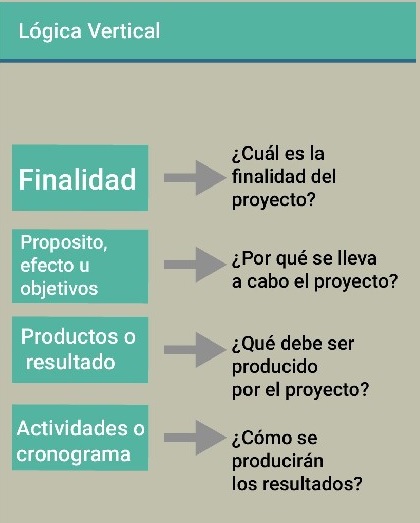 Lógica Vertical
Finalidad
¿Cuál es la
finalidad del
proyecto?
Proposito,
efecto u
objetivos
¿Por qué se lleva
a cabo el proyecto?
Productos o
resultado
¿Qué debe ser
producido
por el proyecto?
Actividades o
cronograma
¿Cómo se
producirán
los resultados?